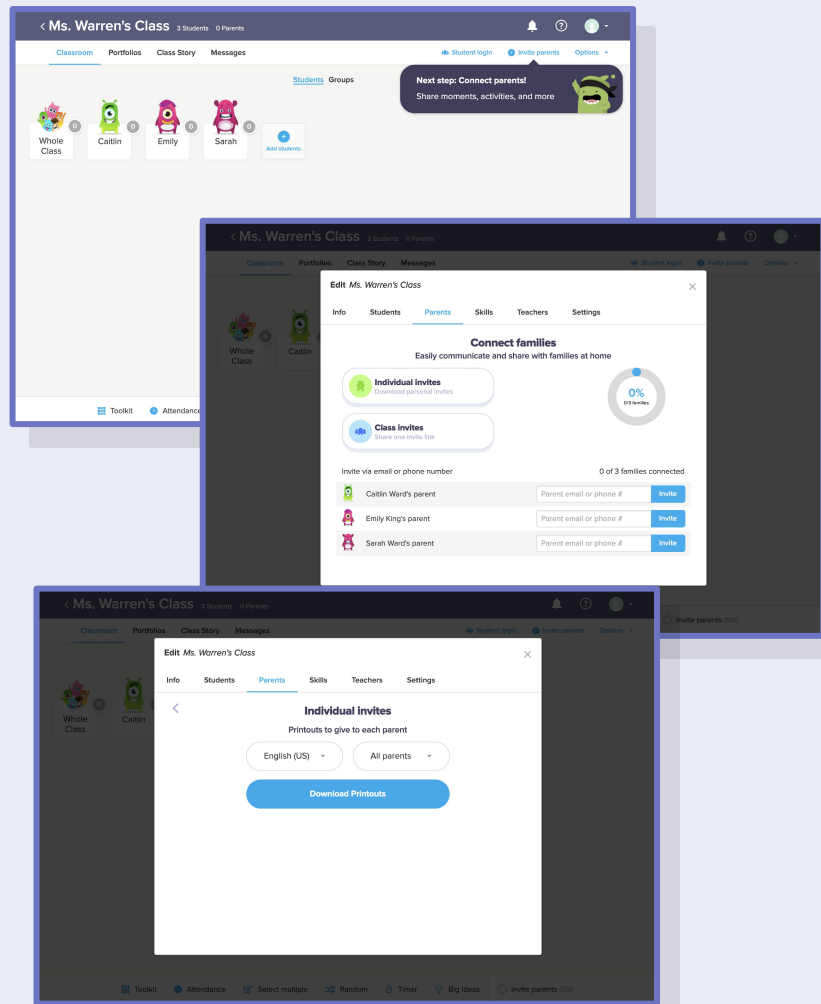 < Ms. Warren's Class 3 Students 0 Parents
Classroom Portfolios Class Story Messages Student login Invite parents Options
Students Groups
Next step: Connect parents!
Share moments, activities, and more
0 0 0 0
Whole Class
Caitlin
Emily
Sarah
Add students
Toolkit Attendance
< Ms. Warren's Class 3 Students 0 Parents
Classroom Portfolios Class Story Messages Student login Invite parents Options
Whole Class
Caitlin
Edit Ms. Warren's Class
Info Students Parents Skills Teachers Settings
Connect families
Easily communicate and share with families at home
Individual invites
Download personal invites
Class invites
Share one invite link
0%
0/3 families
Invite via email or phone number 0 of 3 families connected
Caitlin Ward's parent Parent email or phone # Invite
Emily King's parent Parent email or phone # Invite
Sarah Ward's parent Parent email or phone # Invite
Invite parents (0%)
< Ms. Warren's Class 3 Students 0 Parents
Classroom Portfolios Class Story Messages Student login Invite parents Options
Whole Class
Caitlin
Edit Ms. Warren's Class
Info Students Parents Skills Teachers Settings
Individual invites
Printouts to give to each parent
English (US) All parents
Download Printouts
Toolkit Attendance Select multiple Random Timer Big Ideas Invite parents (0%)